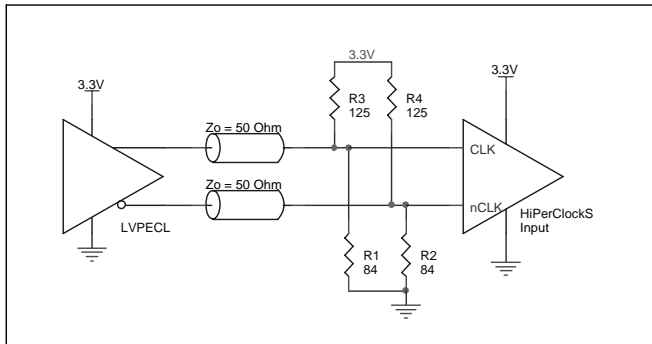 3.3V
3.3V
3.3V
R3
125
R4
125
Zo = 50 Ohm
CLK
Zo = 50 Ohm
nCLK
LVPECL
HiPerClockS
Input
R1
84
R2
84